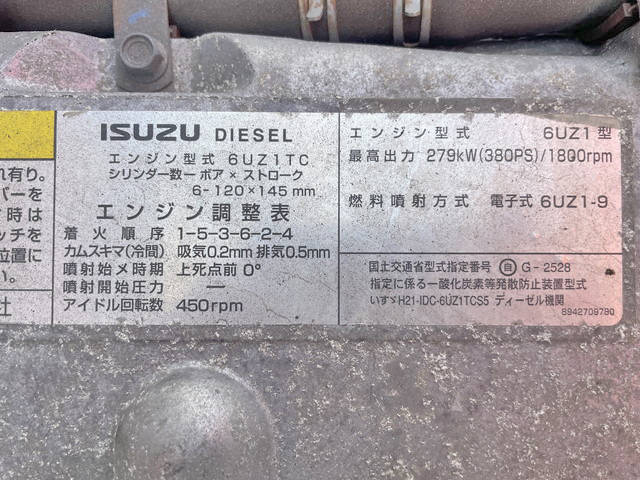 れ有り。
バーを
時は
ッチを
位置に
い。
社
ISUZU DIESEL
エンジン型式 6UZ1TC
シリンダー数ー ボア × ストローク
6-120×145mm
エンジン調整表
着火順序 1-5-3-6-2-4
カムスキマ(冷間) 吸気0.2mm 排気0.5mm
噴射始メ時期 上死点前 0°
噴射開始圧力 ―
アイドル回転数 450rpm
エンジン型式 6UZ1型
最高出力 279kW(380PS)/1800rpm
燃料噴射方式 電子式 6UZ1-9
国土交通省型式指定番号 自 G-2528
指定に係る一酸化炭素等発散防止装置型式
いすゞH21-IDC-6UZ1TCS5 ディーゼル機関
8942709790